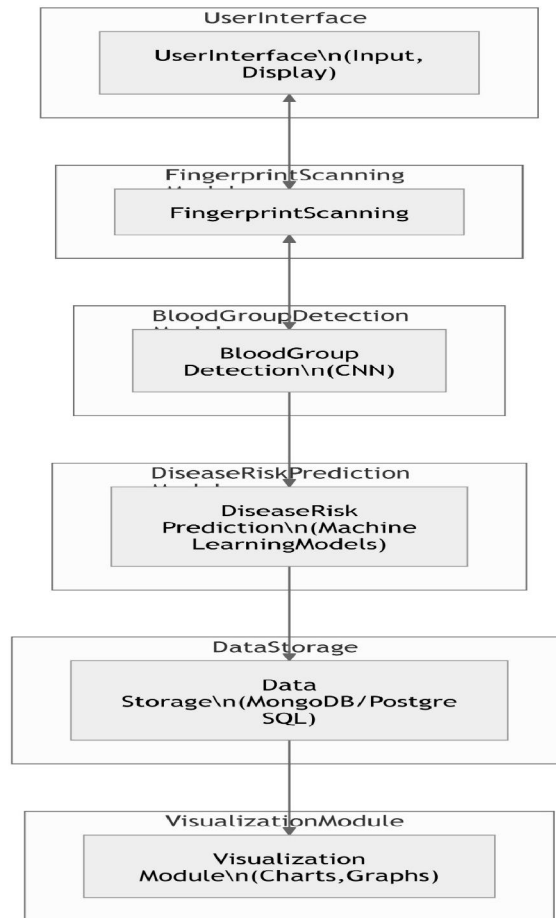 UserInterface
UserInterface\n(Input,
Display)
FingerprintScanning
FingerprintScanning
BloodGroupDetection
BloodGroup
Detection\n(CNN)
DiseaseRiskPrediction
DiseaseRisk
Prediction\n(Machine
LearningModels)
DataStorage
Data
Storage\n(MongoDB/Postgre
SQL)
VisualizationModule
Visualization
Module\n(Charts,Graphs)